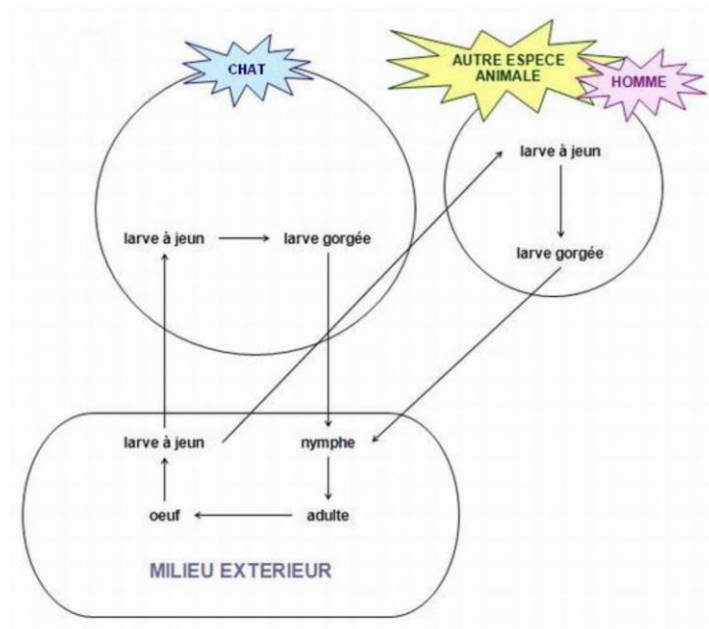 CHAT
AUTRE ESPECE
ANIMALE
HOMME
larve à jeun
larve gorgée
larve à jeun
larve gorgée
larve à jeun
nymphe
oeuf
adulte
MILIEU EXTERIEUR